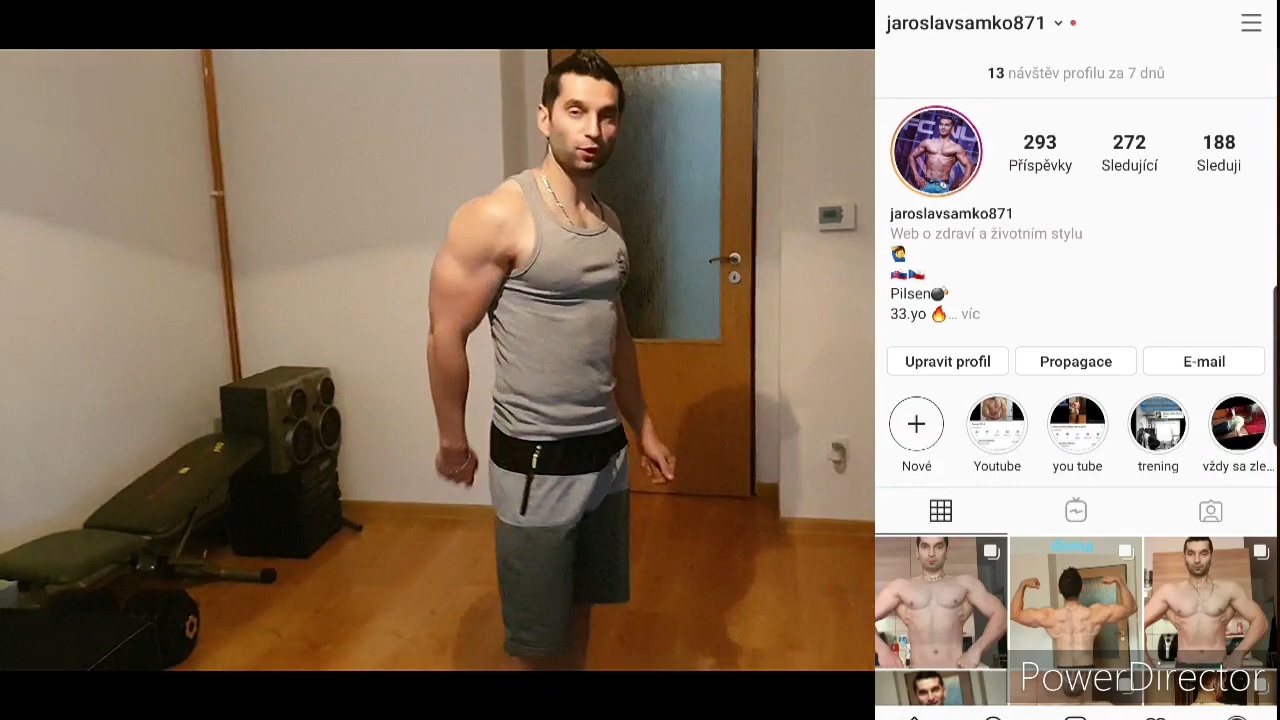 jaroslavsamko871
13 návštěv profilu za 7 dnů
293 272 188
Příspěvky Sledující Sleduji
jaroslavsamko871
Web o zdraví a životním stylu
Pilsen
33.yo 🔥... víc
Upravit profil Propagace E-mail
Nové Youtube you tube trening vždy sa zle...
PowerDirector